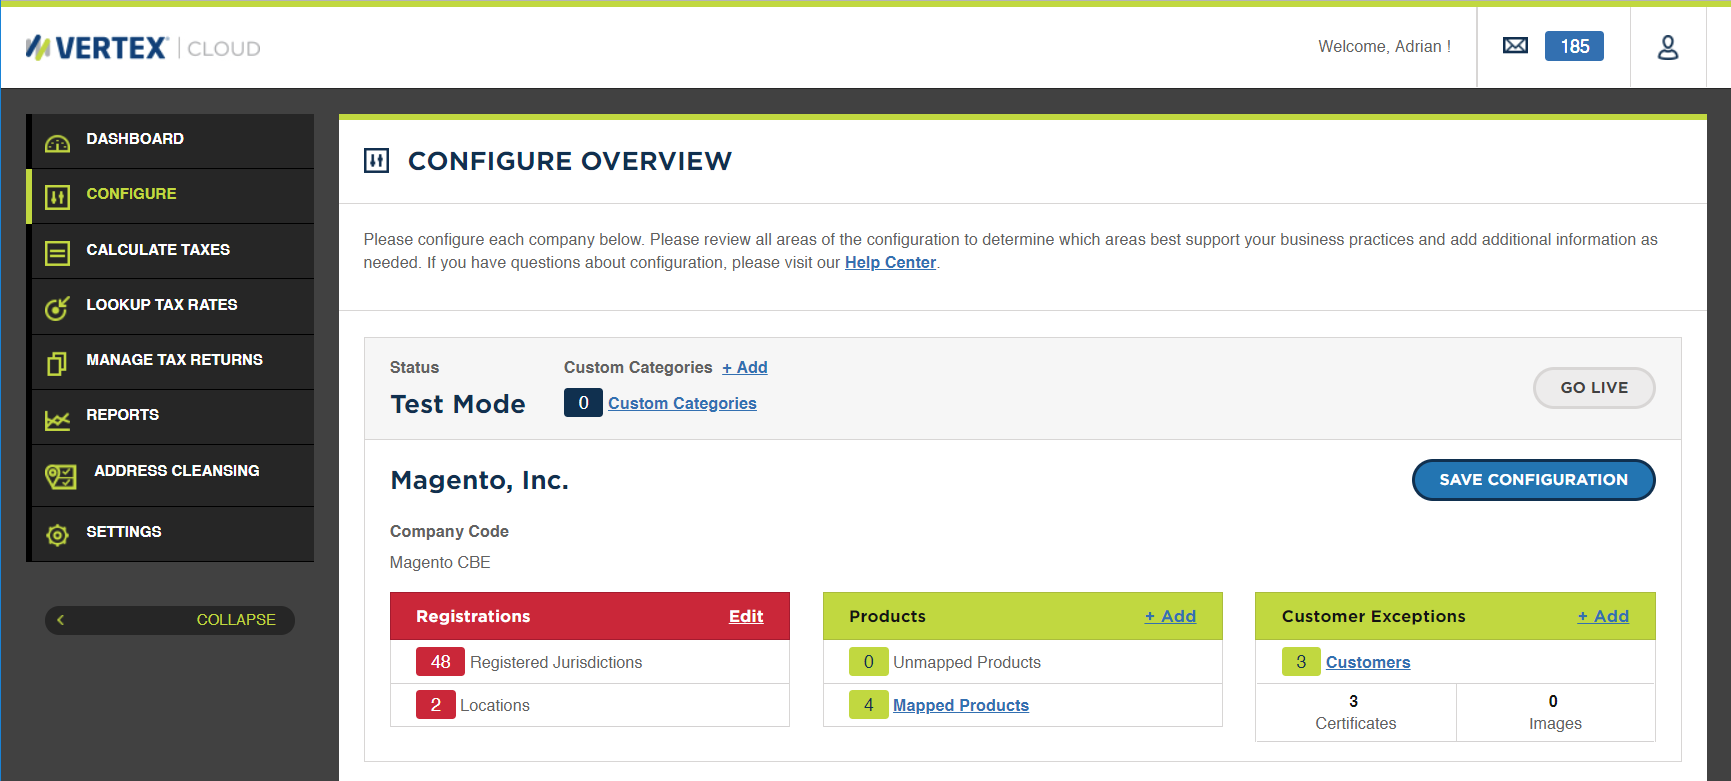 VERTEX | CLOUD
Welcome, Adrian !
185
DASHBOARD
CONFIGURE
CALCULATE TAXES
LOOKUP TAX RATES
MANAGE TAX RETURNS
REPORTS
ADDRESS CLEANSING
SETTINGS
COLLAPSE
CONFIGURE OVERVIEW
Please configure each company below. Please review all areas of the configuration to determine which areas best support your business practices and add additional information as
needed. If you have questions about configuration, please visit our Help Center.
Status
Test Mode
Custom Categories + Add
0 Custom Categories
GO LIVE
Magento, Inc.
SAVE CONFIGURATION
Company Code
Magento CBE
Registrations Edit
48 Registered Jurisdictions
2 Locations
Products + Add
0 Unmapped Products
4 Mapped Products
Customer Exceptions + Add
3 Customers
3
Certificates
0
Images